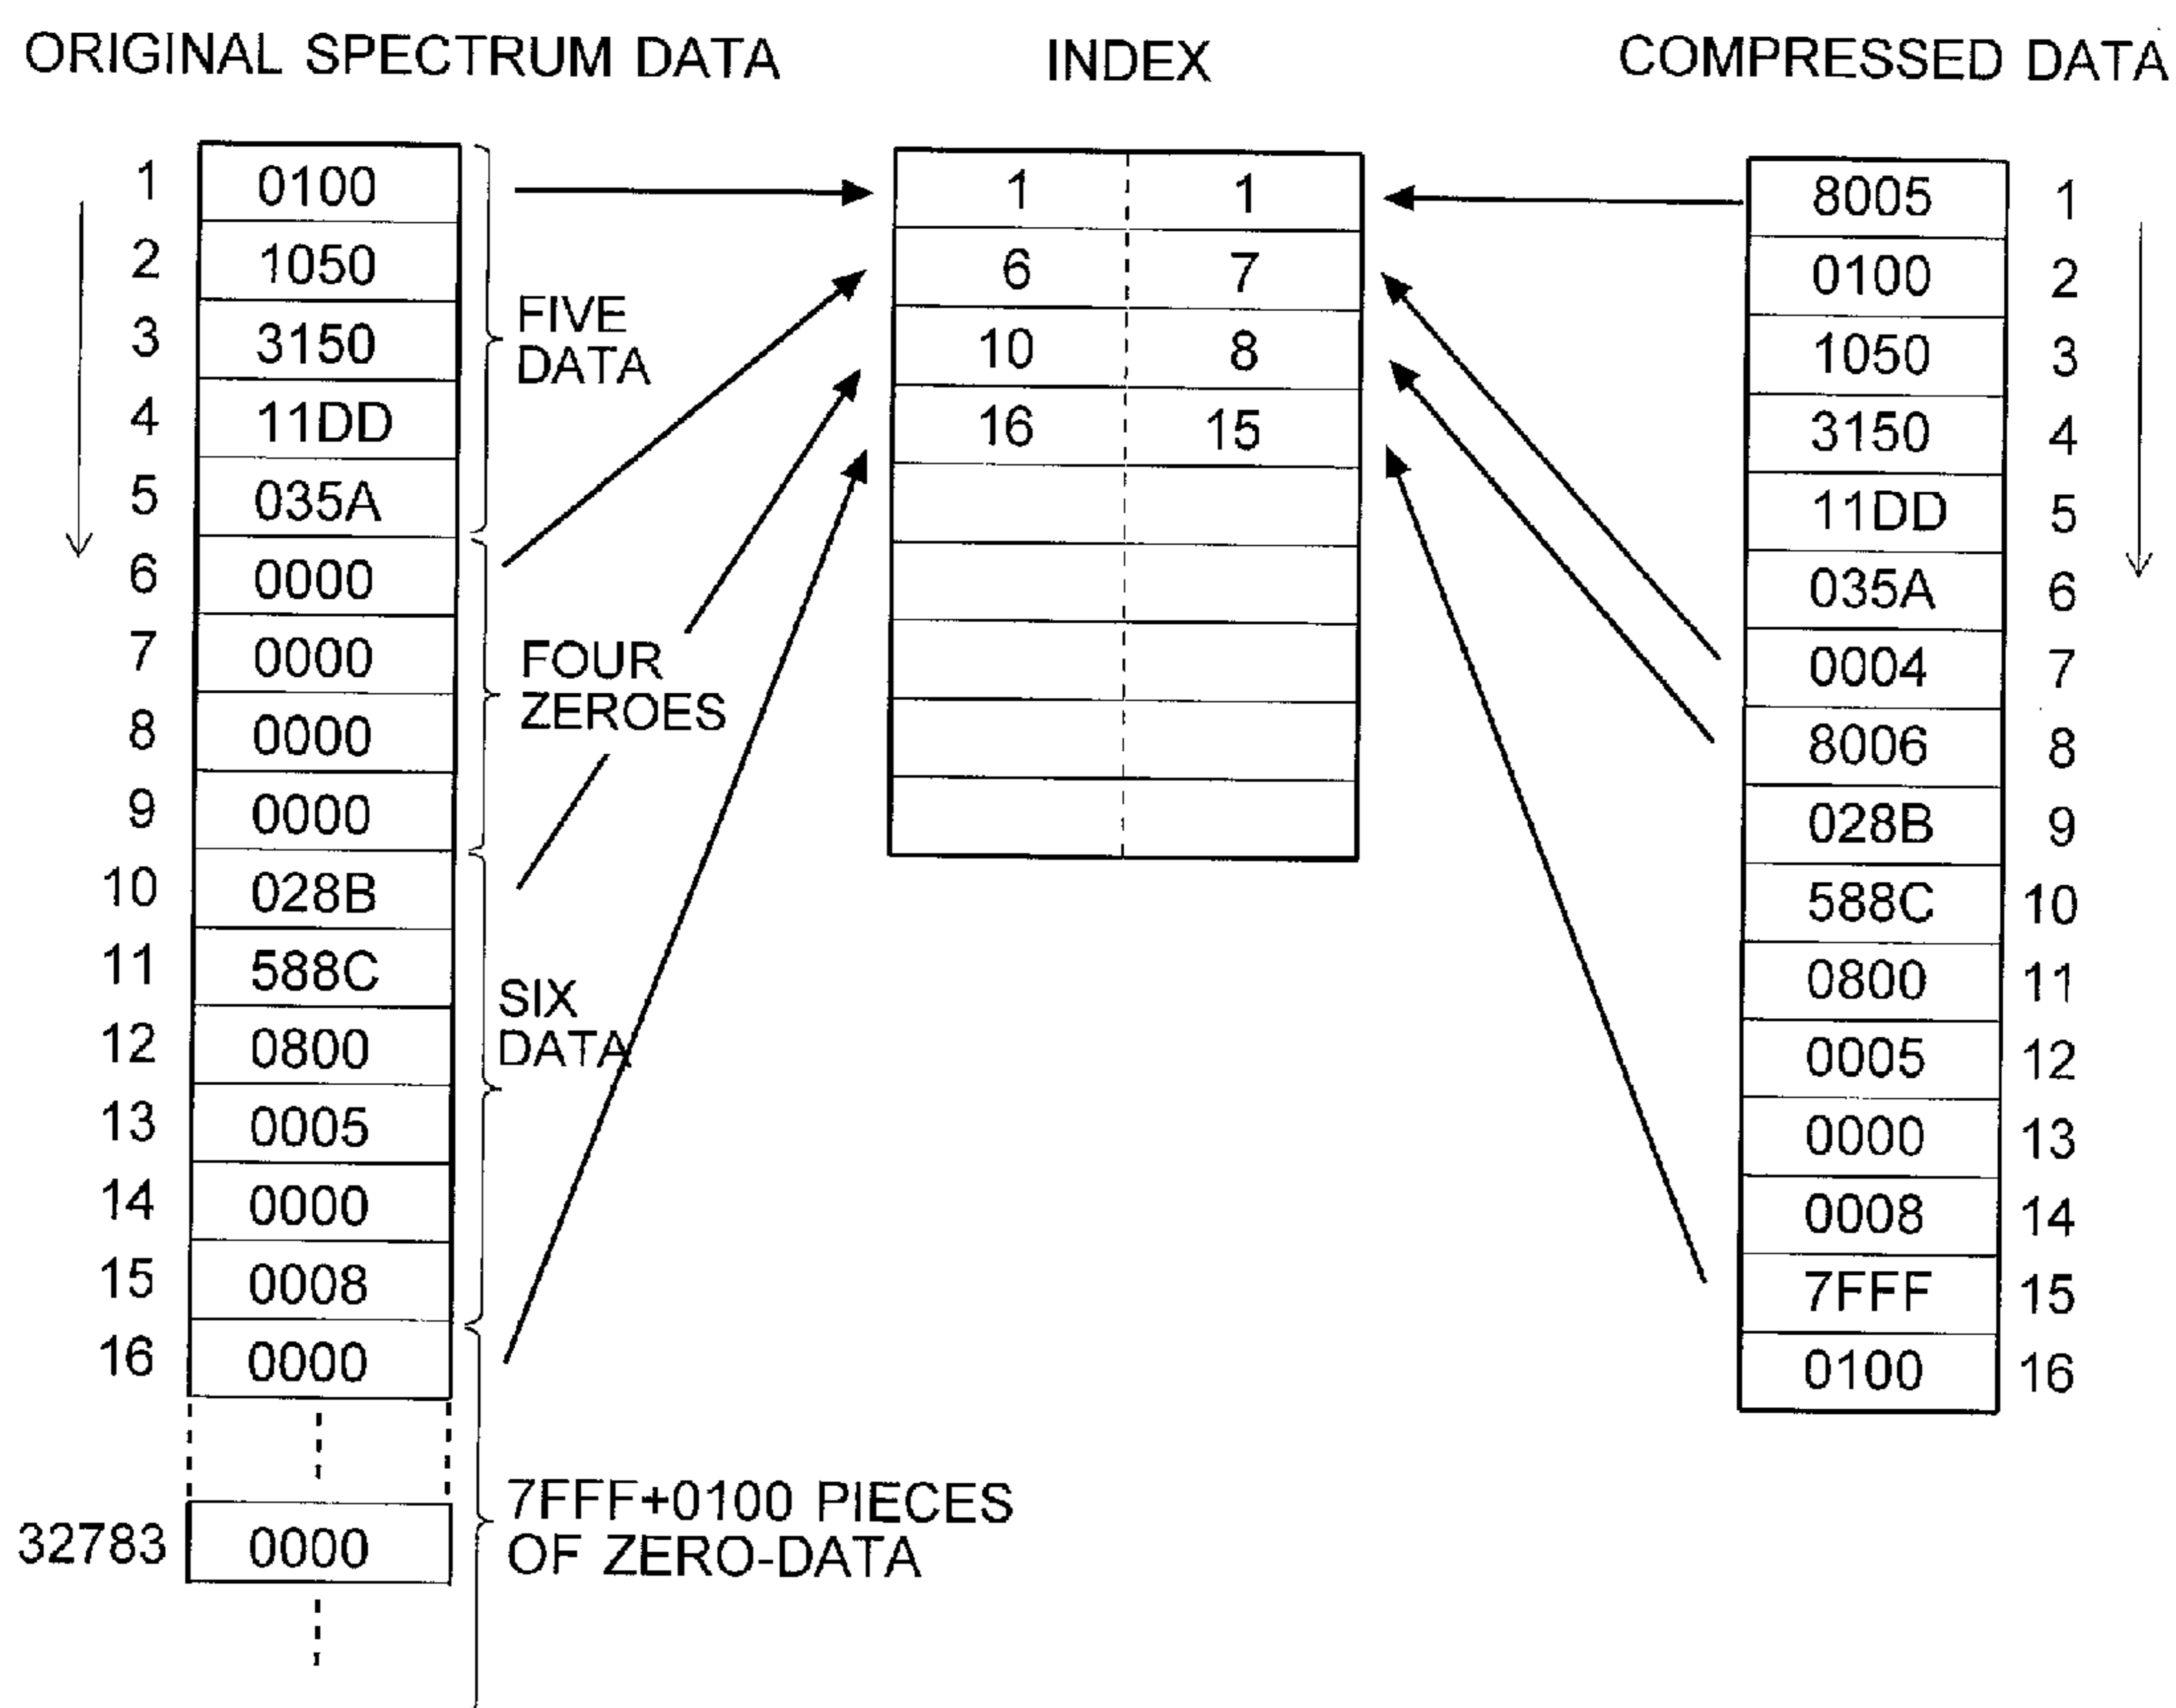 ORIGINAL SPECTRUM DATA
INDEX
COMPRESSED DATA
1 0100
2 1050
3 3150
4 11DD
5 035A
6 0000
7 0000
8 0000
9 0000
10 028B
11 588C
12 0800
13 0005
14 0000
15 0008
16 0000
32783 0000
FIVE
DATA
FOUR
ZEROES
SIX
DATA
7FFF+0100 PIECES
OF ZERO-DATA
1 1
6 7
10 8
16 15
8005 1
0100 2
1050 3
3150 4
11DD 5
035A 6
0004 7
8006 8
028B 9
588C 10
0800 11
0005 12
0000 13
0008 14
7FFF 15
0100 16